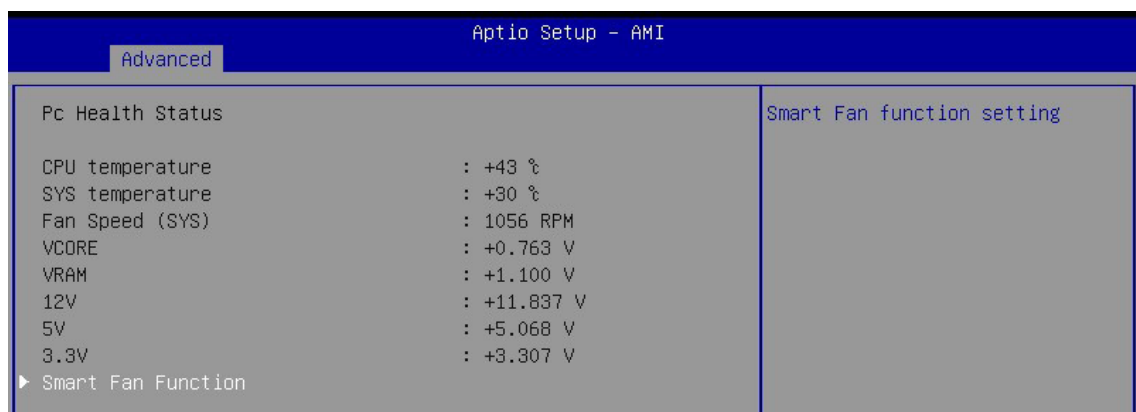 Aptio Setup - AMI
Advanced
Pc Health Status
Smart Fan function setting
CPU temperature : +43 ℃
SYS temperature : +30 ℃
Fan Speed (SYS) : 1056 RPM
VCORE : +0.763 V
VRAM : +1.100 V
12V : +11.837 V
5V : +5.068 V
3.3V : +3.307 V
Smart Fan Function